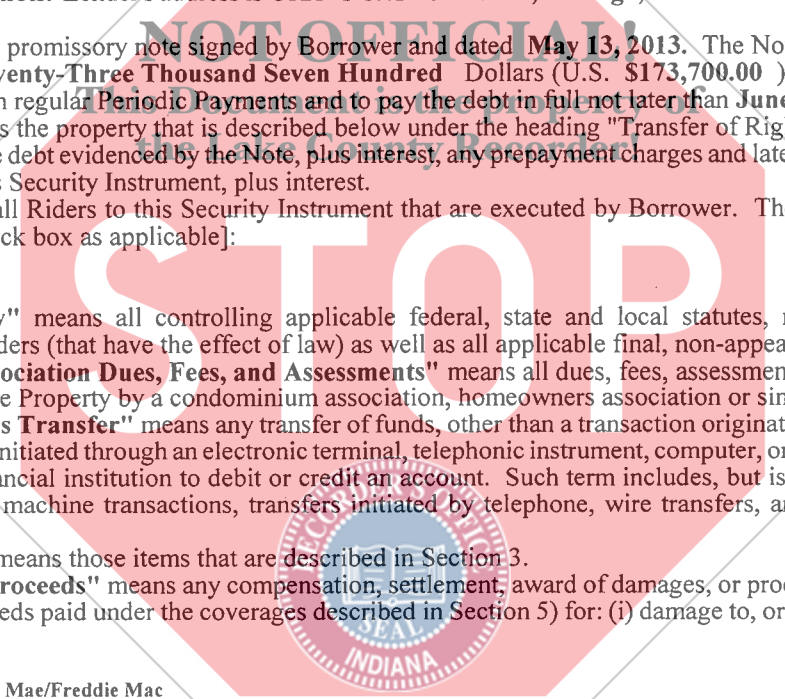 NOT OFFICIAL!
promissory note signed by Borrower and dated May 13, 2013. The No
enty-Three Thousand Seven Hundred Dollars (U.S. $173,700.00 )
n regular Periodic Payments and to pay the debt in full not later than June
This Document is the property of
s the property that is described below under the heading "Transfer of Rig
the Lake County Recorder!
e debt evidenced by the Note, plus interest, any prepayment charges and late
s Security Instrument, plus interest.
all Riders to this Security Instrument that are executed by Borrower. The
ck box as applicable]:
STOP
y" means all controlling applicable federal, state and local statutes,
ders (that have the effect of law) as well as all applicable final, non-appea
ociation Dues, Fees, and Assessments" means all dues, fees, assessmen
e Property by a condominium association, homeowners association or sin
s Transfer" means any transfer of funds, other than a transaction originat
nitiated through an electronic terminal, telephonic instrument, computer, o
ancial institution to debit or credit an account. Such term includes, but is
machine transactions, transfers initiated by telephone, wire transfers, a
RECORDER'S OFFIC
means those items that are described in Section 3.
roceeds" means any compensation, settlement, award of damages, or proc
eds paid under the coverages described in Section 5) for: (i) damage to, or
SEAL
INDIANA
Mae/Freddie Mac